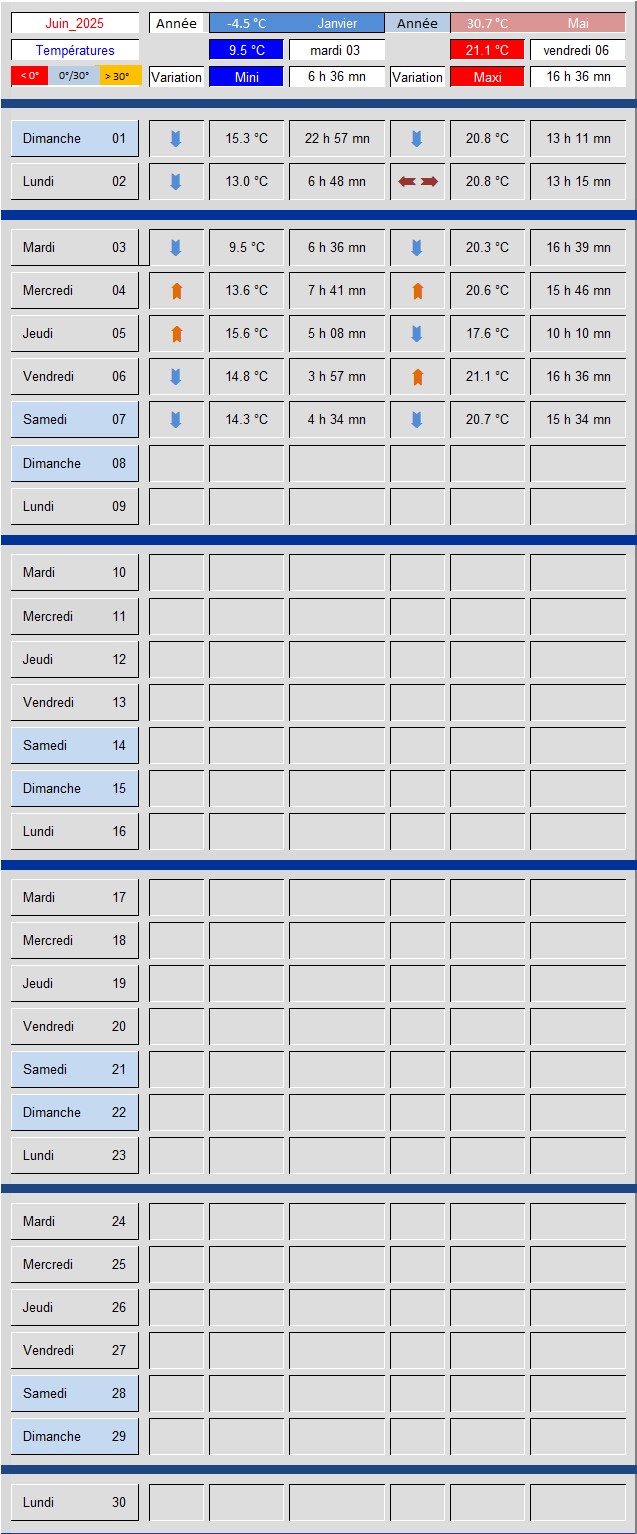 Juin_2025 Année -4.5 °C Janvier Année 30.7 °C Mai
Températures 9.5 °C mardi 03 21.1 °C vendredi 06
< 0° 0°/30° > 30° Variation Mini 6 h 36 mn Variation Maxi 16 h 36 mn
Dimanche 01 15.3 °C 22 h 57 mn 20.8 °C 13 h 11 mn
Lundi 02 13.0 °C 6 h 48 mn 20.8 °C 13 h 15 mn
Mardi 03 9.5 °C 6 h 36 mn 20.3 °C 16 h 39 mn
Mercredi 04 13.6 °C 7 h 41 mn 20.6 °C 15 h 46 mn
Jeudi 05 15.6 °C 5 h 08 mn 17.6 °C 10 h 10 mn
Vendredi 06 14.8 °C 3 h 57 mn 21.1 °C 16 h 36 mn
Samedi 07 14.3 °C 4 h 34 mn 20.7 °C 15 h 34 mn
Dimanche 08
Lundi 09
Mardi 10
Mercredi 11
Jeudi 12
Vendredi 13
Samedi 14
Dimanche 15
Lundi 16
Mardi 17
Mercredi 18
Jeudi 19
Vendredi 20
Samedi 21
Dimanche 22
Lundi 23
Mardi 24
Mercredi 25
Jeudi 26
Vendredi 27
Samedi 28
Dimanche 29
Lundi 30